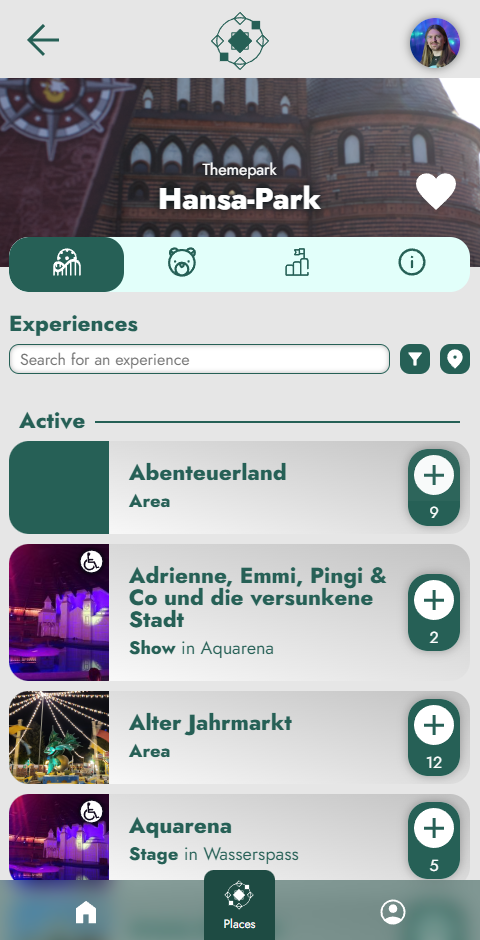 Themepark
Hansa-Park
Experiences
Search for an experience
Active
Abenteuerland
Area
9
Adrienne, Emmi, Pingi &
Co und die versunkene
Stadt
Show in Aquarena
2
Alter Jahrmarkt
Area
12
Aquarena
Stage in Wasserspass
5
Places